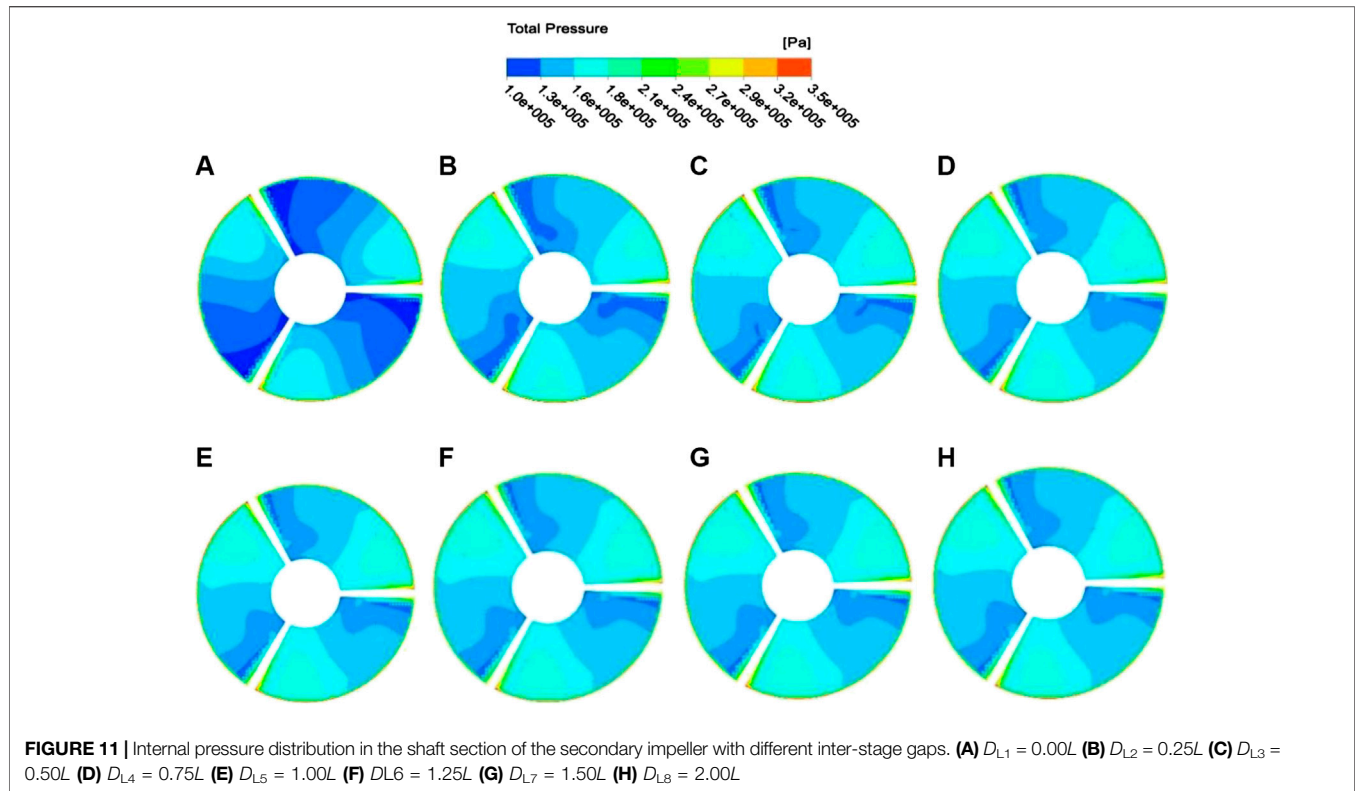 Total Pressure
[Pa]
1.0e+005
1.3e+005
1.6e+005
1.8e+005
2.1e+005
2.4e+005
2.7e+005
2.9e+005
3.2e+005
3.5e+005
A B C D
E F G H
FIGURE 11 | Internal pressure distribution in the shaft section of the secondary impeller with different inter-stage gaps. (A) DL1 = 0.00L (B) DL2 = 0.25L (C) DL3 =
0.50L (D) DL4 = 0.75L (E) DL5 = 1.00L (F) DL6 = 1.25L (G) DL7 = 1.50L (H) DL8 = 2.00L